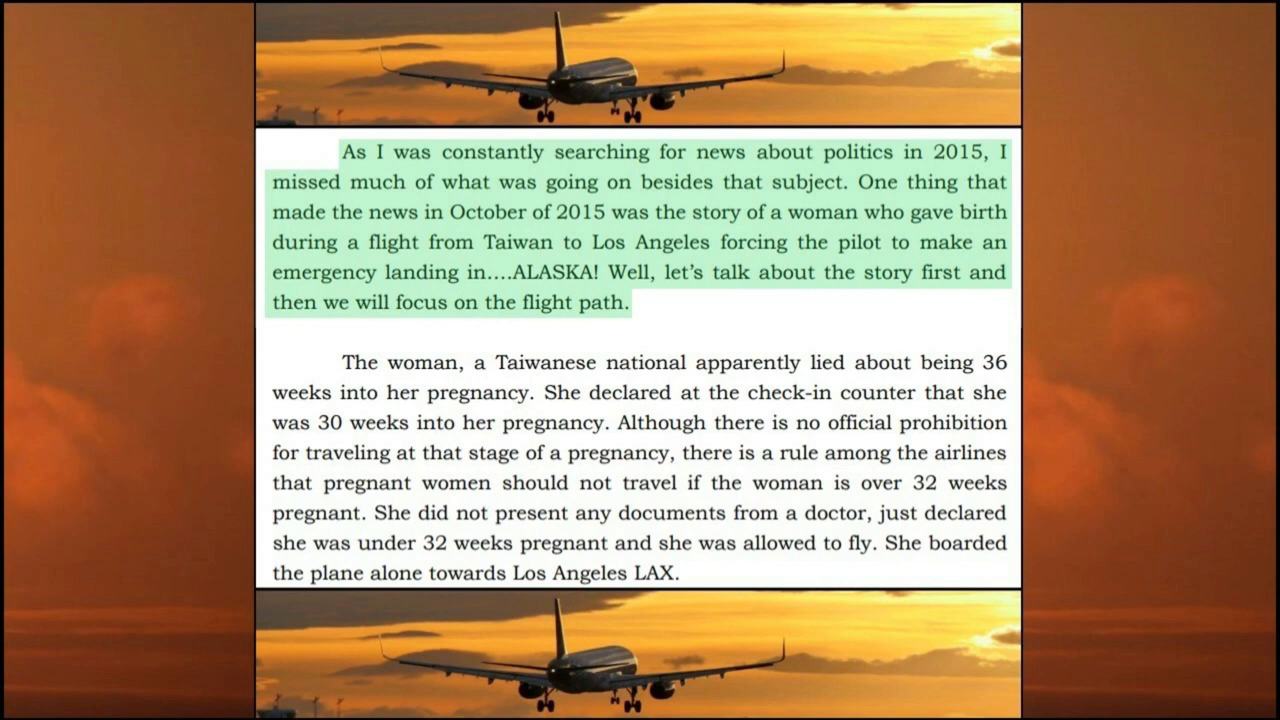 As I was constantly searching for news about politics in 2015, I
missed much of what was going on besides that subject. One thing that
made the news in October of 2015 was the story of a woman who gave birth
during a flight from Taiwan to Los Angeles forcing the pilot to make an
emergency landing in....ALASKA! Well, let's talk about the story first and
then we will focus on the flight path.
The woman, a Taiwanese national apparently lied about being 36
weeks into her pregnancy. She declared at the check-in counter that she
was 30 weeks into her pregnancy. Although there is no official prohibition
for traveling at that stage of a pregnancy, there is a rule among the airlines
that pregnant women should not travel if the woman is over 32 weeks
pregnant. She did not present any documents from a doctor, just declared
she was under 32 weeks pregnant and she was allowed to fly. She boarded
the plane alone towards Los Angeles LAX.